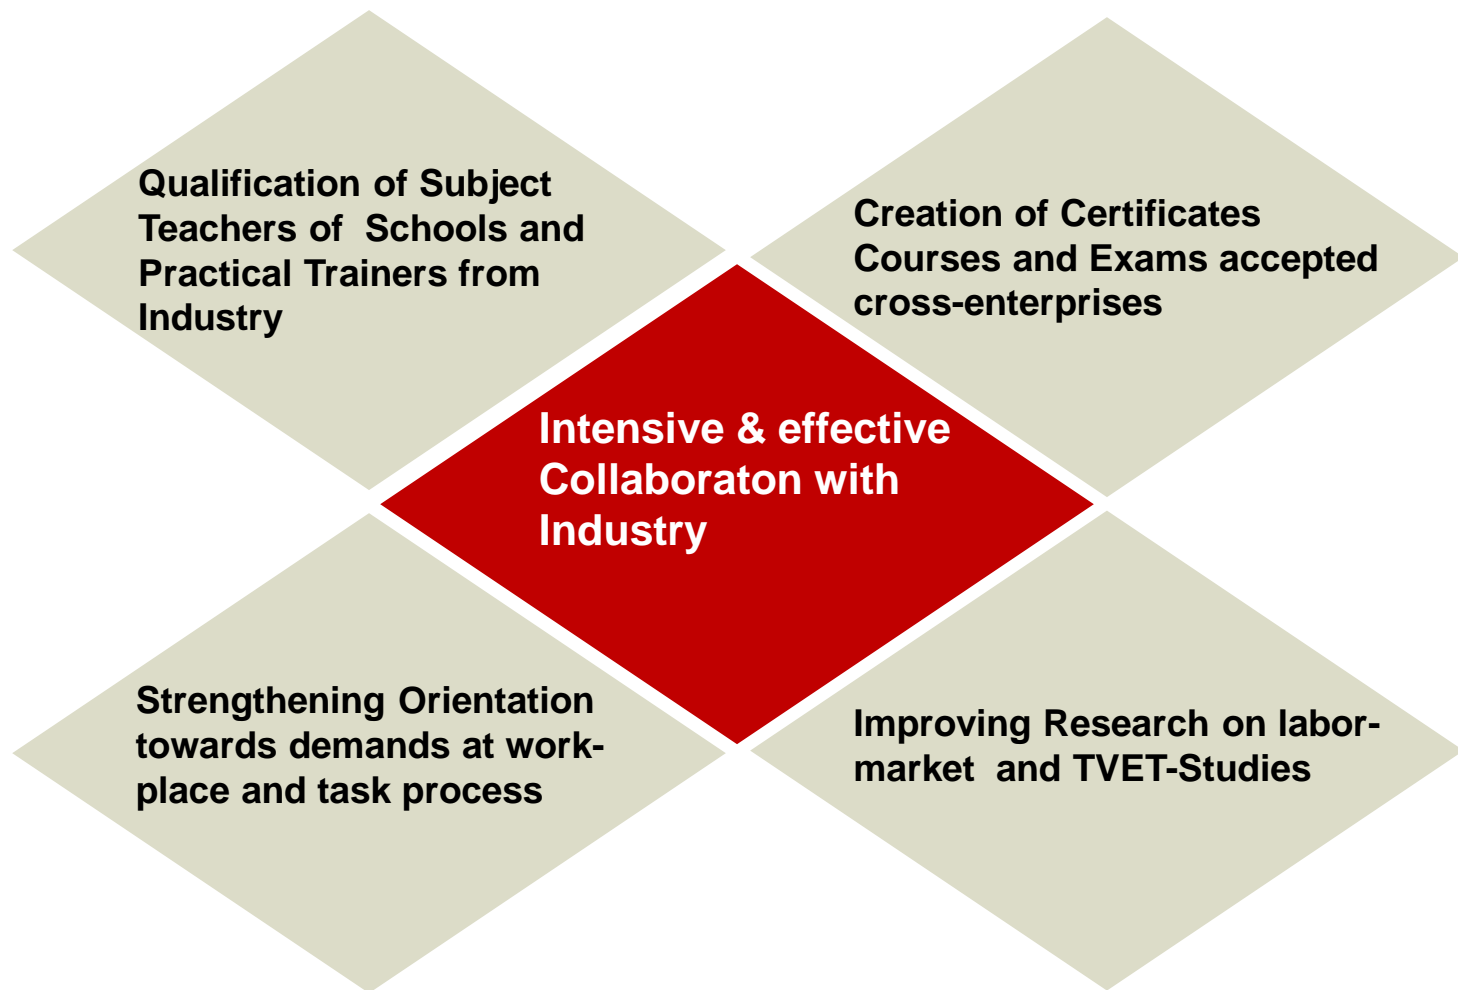 Qualification of Subject
Teachers of Schools and
Practical Trainers from
Industry
Creation of Certificates
Courses and Exams accepted
cross-enterprises
Intensive & effective
Collaboraton with
Industry
Strengthening Orientation
towards demands at work-
place and task process
Improving Research on labor-
market and TVET-Studies